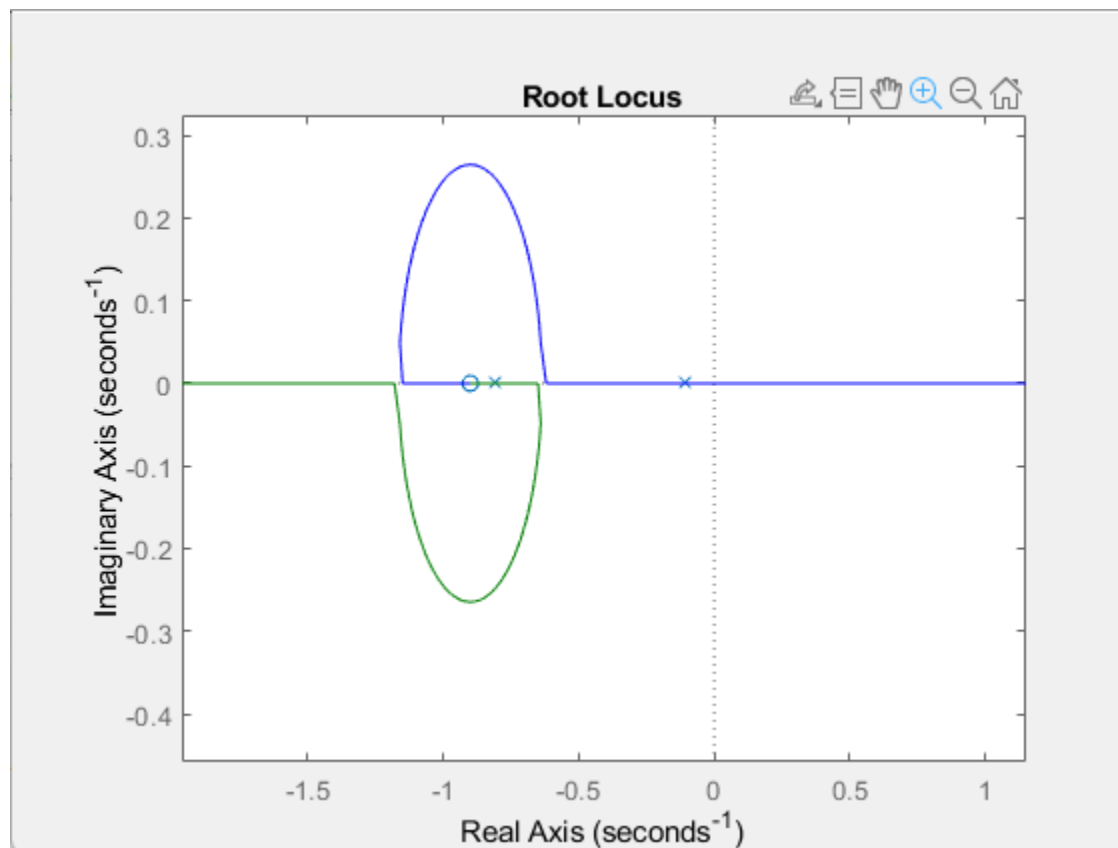 Root Locus
0.3
0.2
0.1
0
-0.1
-0.2
-0.3
-0.4
Imaginary Axis (seconds⁻¹)
-1.5 -1 -0.5 0 0.5 1
Real Axis (seconds⁻¹)